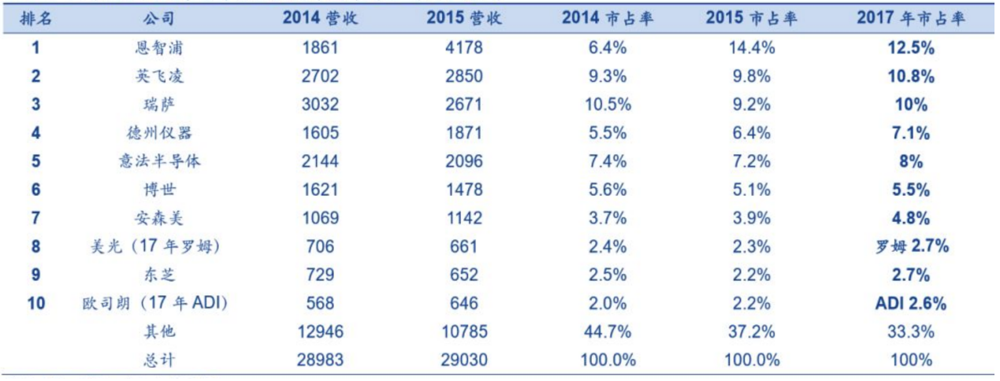 排名 公司 2014 营收 2015 营收 2014 市占率 2015 市占率 2017 年市占率
1 恩智浦 1861 4178 6.4% 14.4% 12.5%
2 英飞凌 2702 2850 9.3% 9.8% 10.8%
3 瑞萨 3032 2671 10.5% 9.2% 10%
4 德州仪器 1605 1871 5.5% 6.4% 7.1%
5 意法半导体 2144 2096 7.4% 7.2% 8%
6 博世 1621 1478 5.6% 5.1% 5.5%
7 安森美 1069 1142 3.7% 3.9% 4.8%
8 美光（17 年罗姆） 706 661 2.4% 2.3% 罗姆 2.7%
9 东芝 729 652 2.5% 2.2% 2.7%
10 欧司朗（17 年 ADI） 568 646 2.0% 2.2% ADI 2.6%
其他 12946 10785 44.7% 37.2% 33.3%
总计 28983 29030 100.0% 100.0% 100%